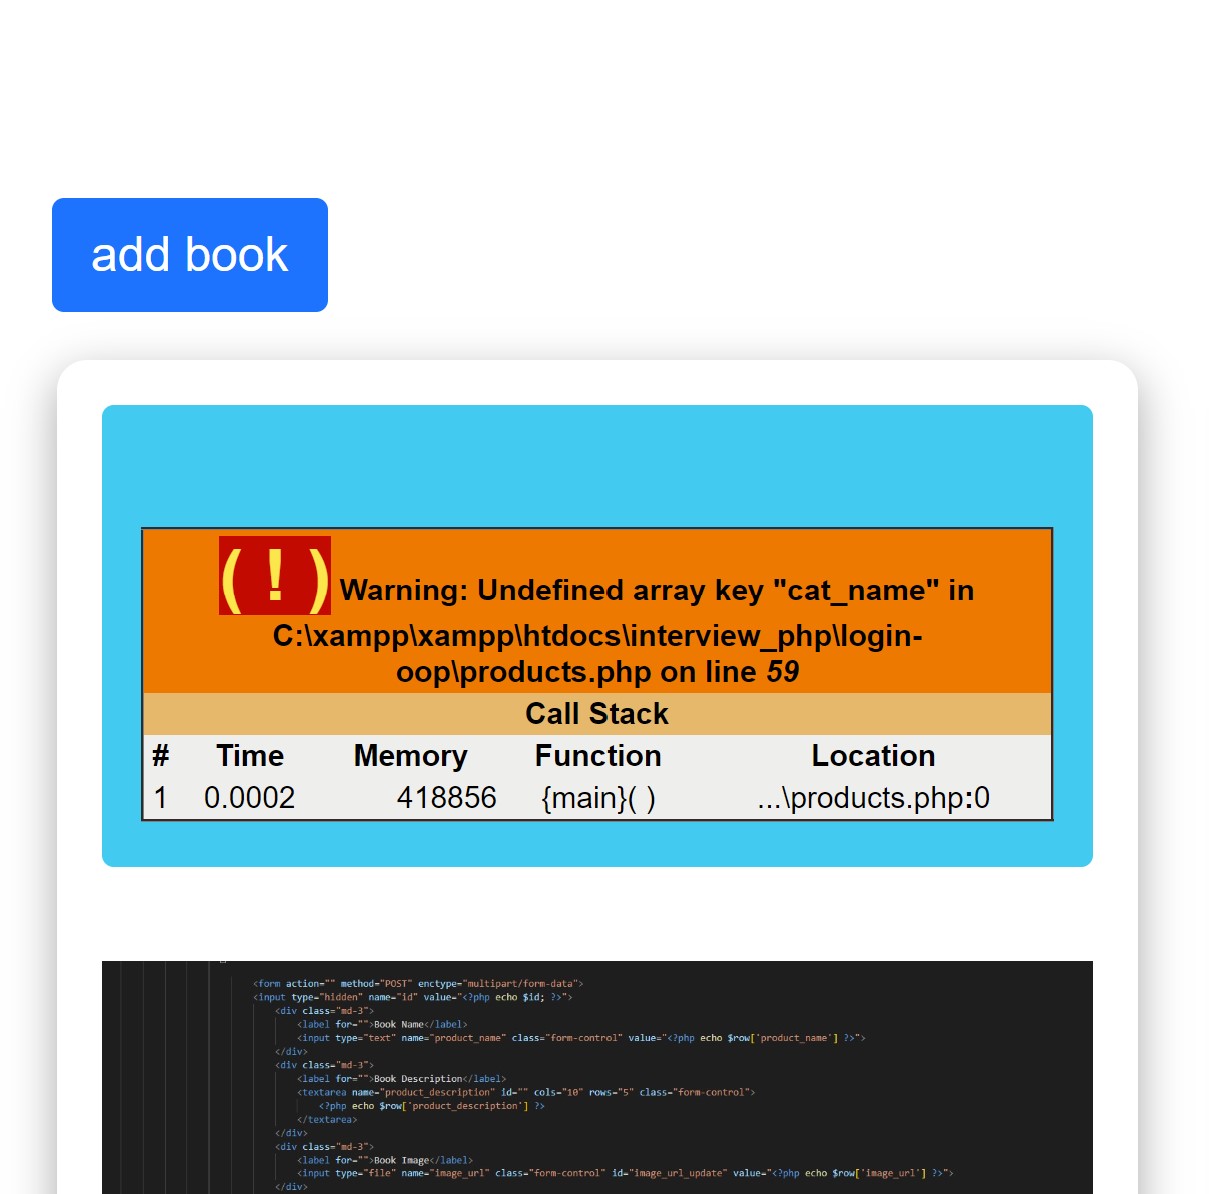 add book
( ! ) Warning: Undefined array key "cat_name" in
C:\xampp\xampp\htdocs\interview_php\login-
oop\products.php on line 59
Call Stack
# Time Memory Function Location
1 0.0002 418856 {main}( ) ...\products.php:0
<form action="" method="POST" enctype="multipart/form-data">
<input type="hidden" name="id" value="<?php echo $id; ?>">
<div class="md-3">
<label for="">Book Name</label>
<input type="text" name="product_name" class="form-control" value="<?php echo $row['product_name'] ?>">
</div>
<div class="md-3">
<label for="">Book Description</label>
<textarea name="product_description" id="" cols="10" rows="5" class="form-control">
<?php echo $row['product_description'] ?>
</textarea>
</div>
<div class="md-3">
<label for="">Book Image</label>
<input type="file" name="image_url" class="form-control" id="image_url_update" value="<?php echo $row['image_url'] ?>">
</div>